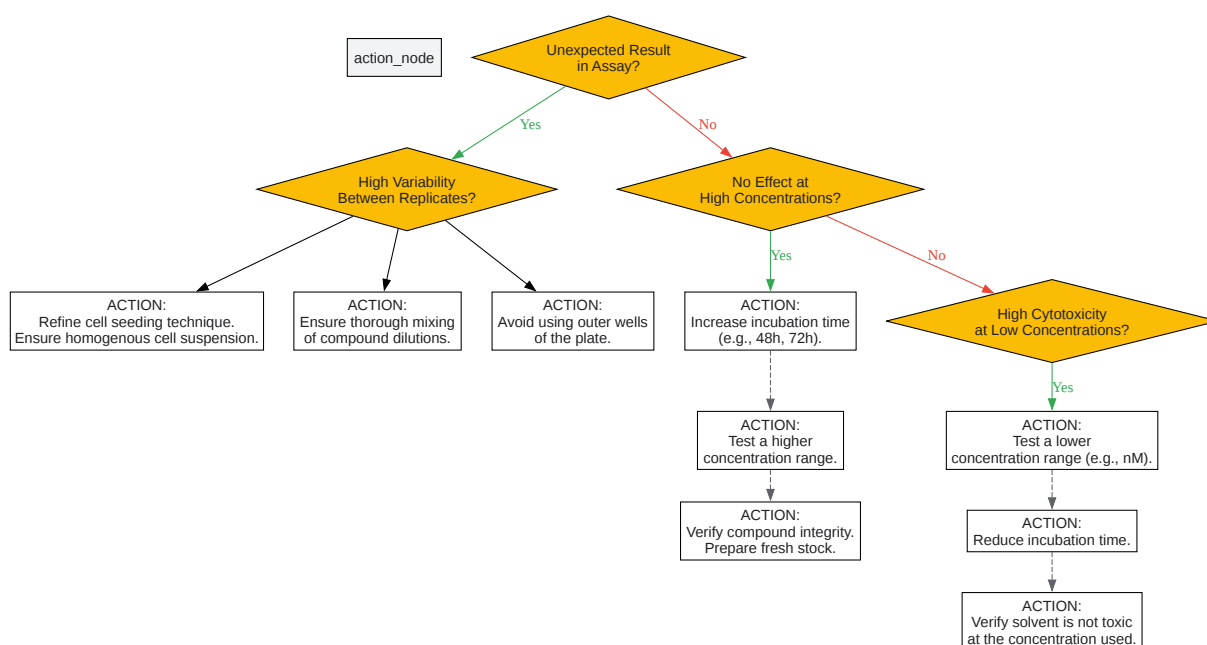 action_node
Unexpected Result
in Assay?
Yes
No
High Variability
Between Replicates?
No Effect at
High Concentrations?
Yes
No
ACTION:
Refine cell seeding technique.
Ensure homogenous cell suspension.
ACTION:
Ensure thorough mixing
of compound dilutions.
ACTION:
Avoid using outer wells
of the plate.
ACTION:
Increase incubation time
(e.g., 48h, 72h).
High Cytotoxicity
at Low Concentrations?
Yes
ACTION:
Test a higher
concentration range.
ACTION:
Test a lower
concentration range (e.g., nM).
ACTION:
Verify compound integrity.
Prepare fresh stock.
ACTION:
Reduce incubation time.
ACTION:
Verify solvent is not toxic
at the concentration used.